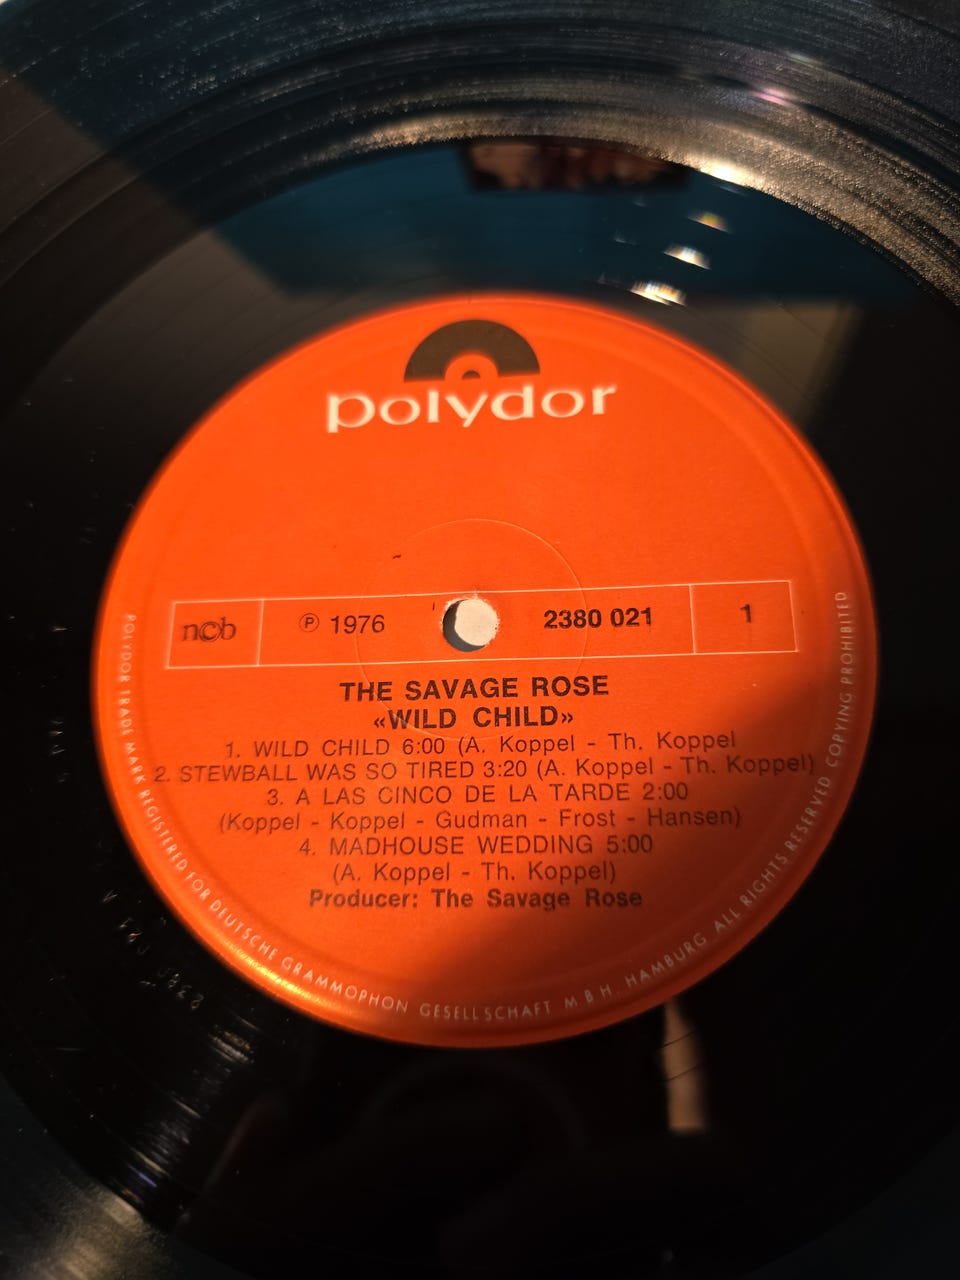 polydor
ncb
℗ 1976
2380 021
1
THE SAVAGE ROSE
«WILD CHILD»
1. WILD CHILD 6:00 (A. Koppel - Th. Koppel
2. STEWBALL WAS SO TIRED 3:20 (A. Koppel - Th. Koppel)
3. A LAS CINCO DE LA TARDE 2:00
(Koppel - Koppel - Gudman - Frost - Hansen)
4. MADHOUSE WEDDING 5:00
(A. Koppel - Th. Koppel)
Producer: The Savage Rose
POLYDOR TRADE MARK REGISTERED FOR DEUTSCHE GRAMMOPHON GESELLSCHAFT M B H HAMBURG ALL RIGHTS RESERVED COPYING PROHIBITED